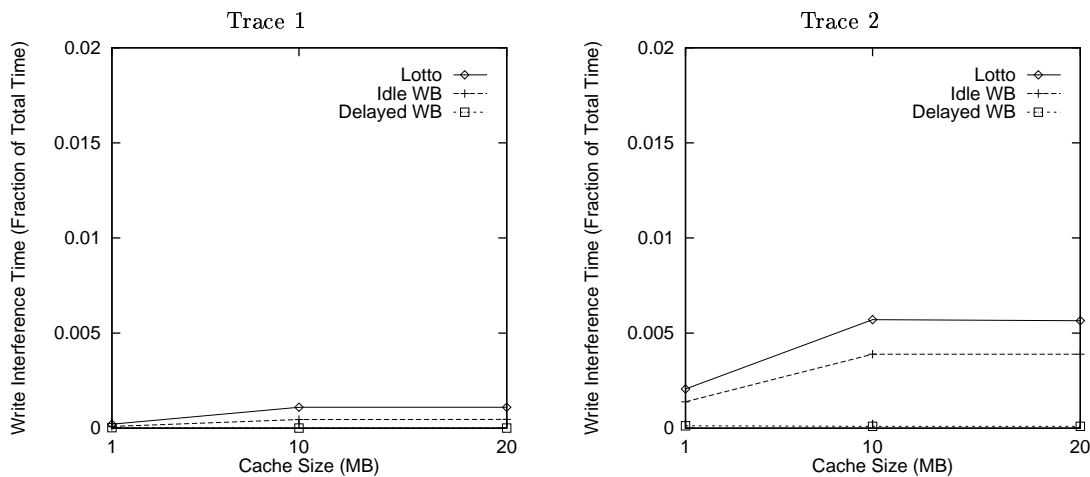 Trace 1
Write Interference Time (Fraction of Total Time)
0.02
0.015
0.01
0.005
0
Lotto
Idle WB
Delayed WB
1
10
20
Cache Size (MB)
Trace 2
Write Interference Time (Fraction of Total Time)
0.02
0.015
0.01
0.005
0
Lotto
Idle WB
Delayed WB
1
10
20
Cache Size (MB)